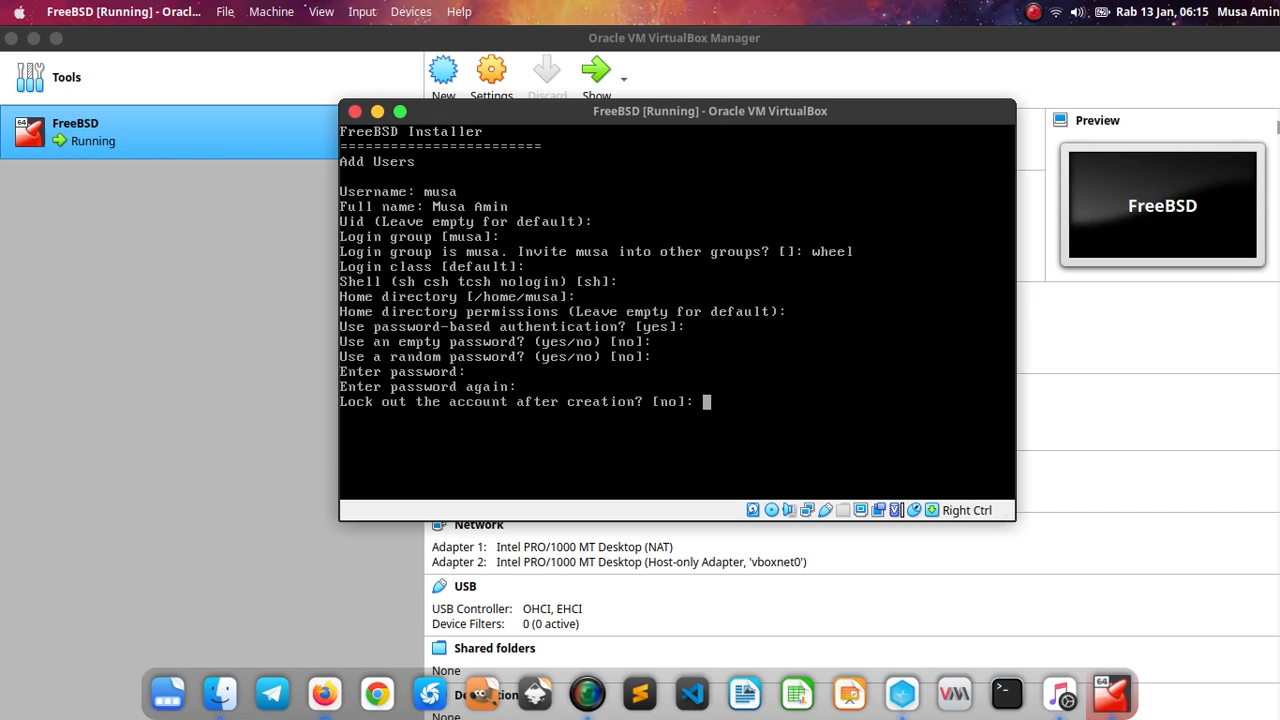 FreeBSD [Running] - Oracl... File Machine View Input Devices Help Rab 13 Jan, 06:15 Musa Amin
Oracle VM VirtualBox Manager
Tools
New Settings Discard Show
64
FreeBSD
Running
Preview
FreeBSD
FreeBSD [Running] - Oracle VM VirtualBox
FreeBSD Installer
========================
Add Users
Username: musa
Full name: Musa Amin
Uid (Leave empty for default):
Login group [musa]:
Login group is musa. Invite musa into other groups? []: wheel
Login class [default]:
Shell (sh csh tcsh nologin) [sh]:
Home directory [/home/musa]:
Home directory permissions (Leave empty for default):
Use password-based authentication? [yes]:
Use an empty password? (yes/no) [no]:
Use a random password? (yes/no) [no]:
Enter password:
Enter password again:
Lock out the account after creation? [no]:
Right Ctrl
Network
Adapter 1: Intel PRO/1000 MT Desktop (NAT)
Adapter 2: Intel PRO/1000 MT Desktop (Host-only Adapter, 'vboxnet0')
USB
USB Controller: OHCI, EHCI
Device Filters: 0 (0 active)
Shared folders
None
64